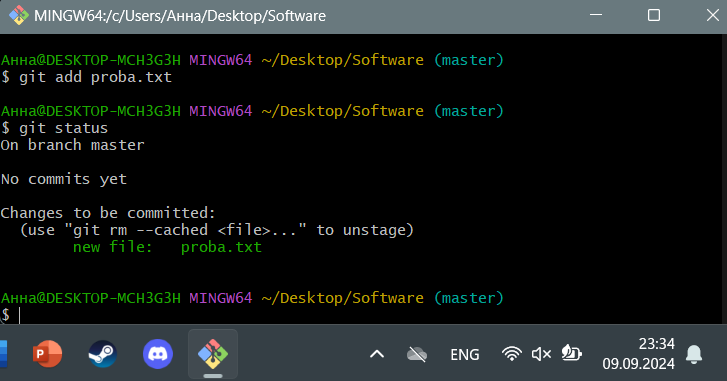 MINGW64:/c/Users/Анна/Desktop/Software
Анна@DESKTOP-MCH3G3H MINGW64 ~/Desktop/Software (master)
$ git add proba.txt
Анна@DESKTOP-MCH3G3H MINGW64 ~/Desktop/Software (master)
$ git status
On branch master
No commits yet
Changes to be committed:
  (use "git rm --cached <file>..." to unstage)
        new file:   proba.txt
Анна@DESKTOP-MCH3G3H MINGW64 ~/Desktop/Software (master)
$
ENG
23:34
09.09.2024